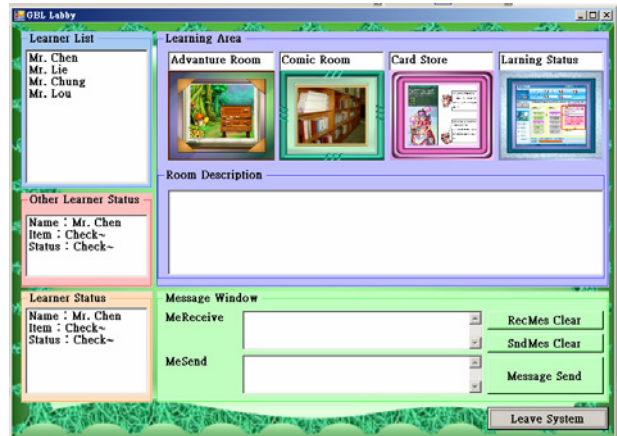 GBL Labby
Learner List
Mr. Chen
Mr. Lie
Mr. Chung
Mr. Lou
Learning Area
Advanture Room
Comic Room
Card Store
Larning Status
Room Description
Other Learner Status
Name：Mr. Chen
Item：Check~
Status：Check~
Learner Status
Name：Mr. Chen
Item：Check~
Status：Check~
Message Window
MeReceive
RecMes Clear
SndMes Clear
MeSend
Message Send
Leave System